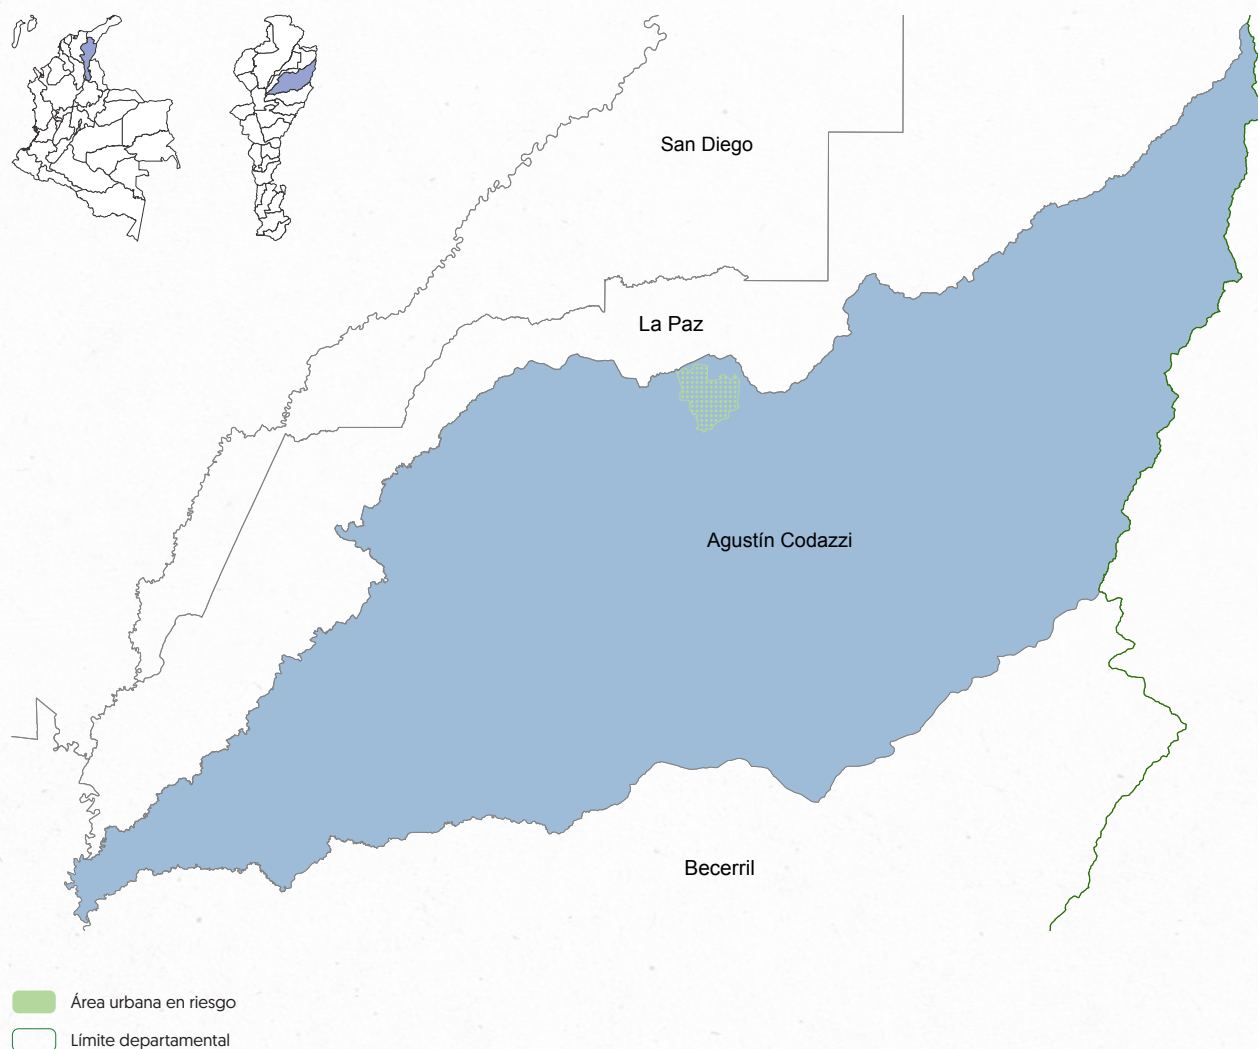 San Diego
La Paz
Agustín Codazzi
Becerril
Área urbana en riesgo
Límite departamental